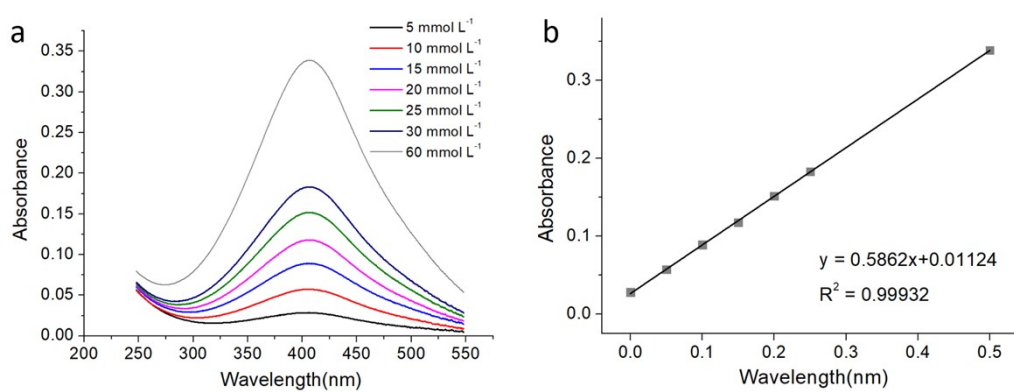 a
5 mmol L⁻¹
10 mmol L⁻¹
15 mmol L⁻¹
20 mmol L⁻¹
25 mmol L⁻¹
30 mmol L⁻¹
60 mmol L⁻¹
0.35
0.30
0.25
0.20
0.15
0.10
0.05
0.00
Absorbance
200 250 300 350 400 450 500 550
Wavelength(nm)
b
0.3
0.2
0.1
0.0
Absorbance
y = 0.5862x+0.01124
R² = 0.99932
0.0 0.1 0.2 0.3 0.4 0.5
Wavelength(nm)